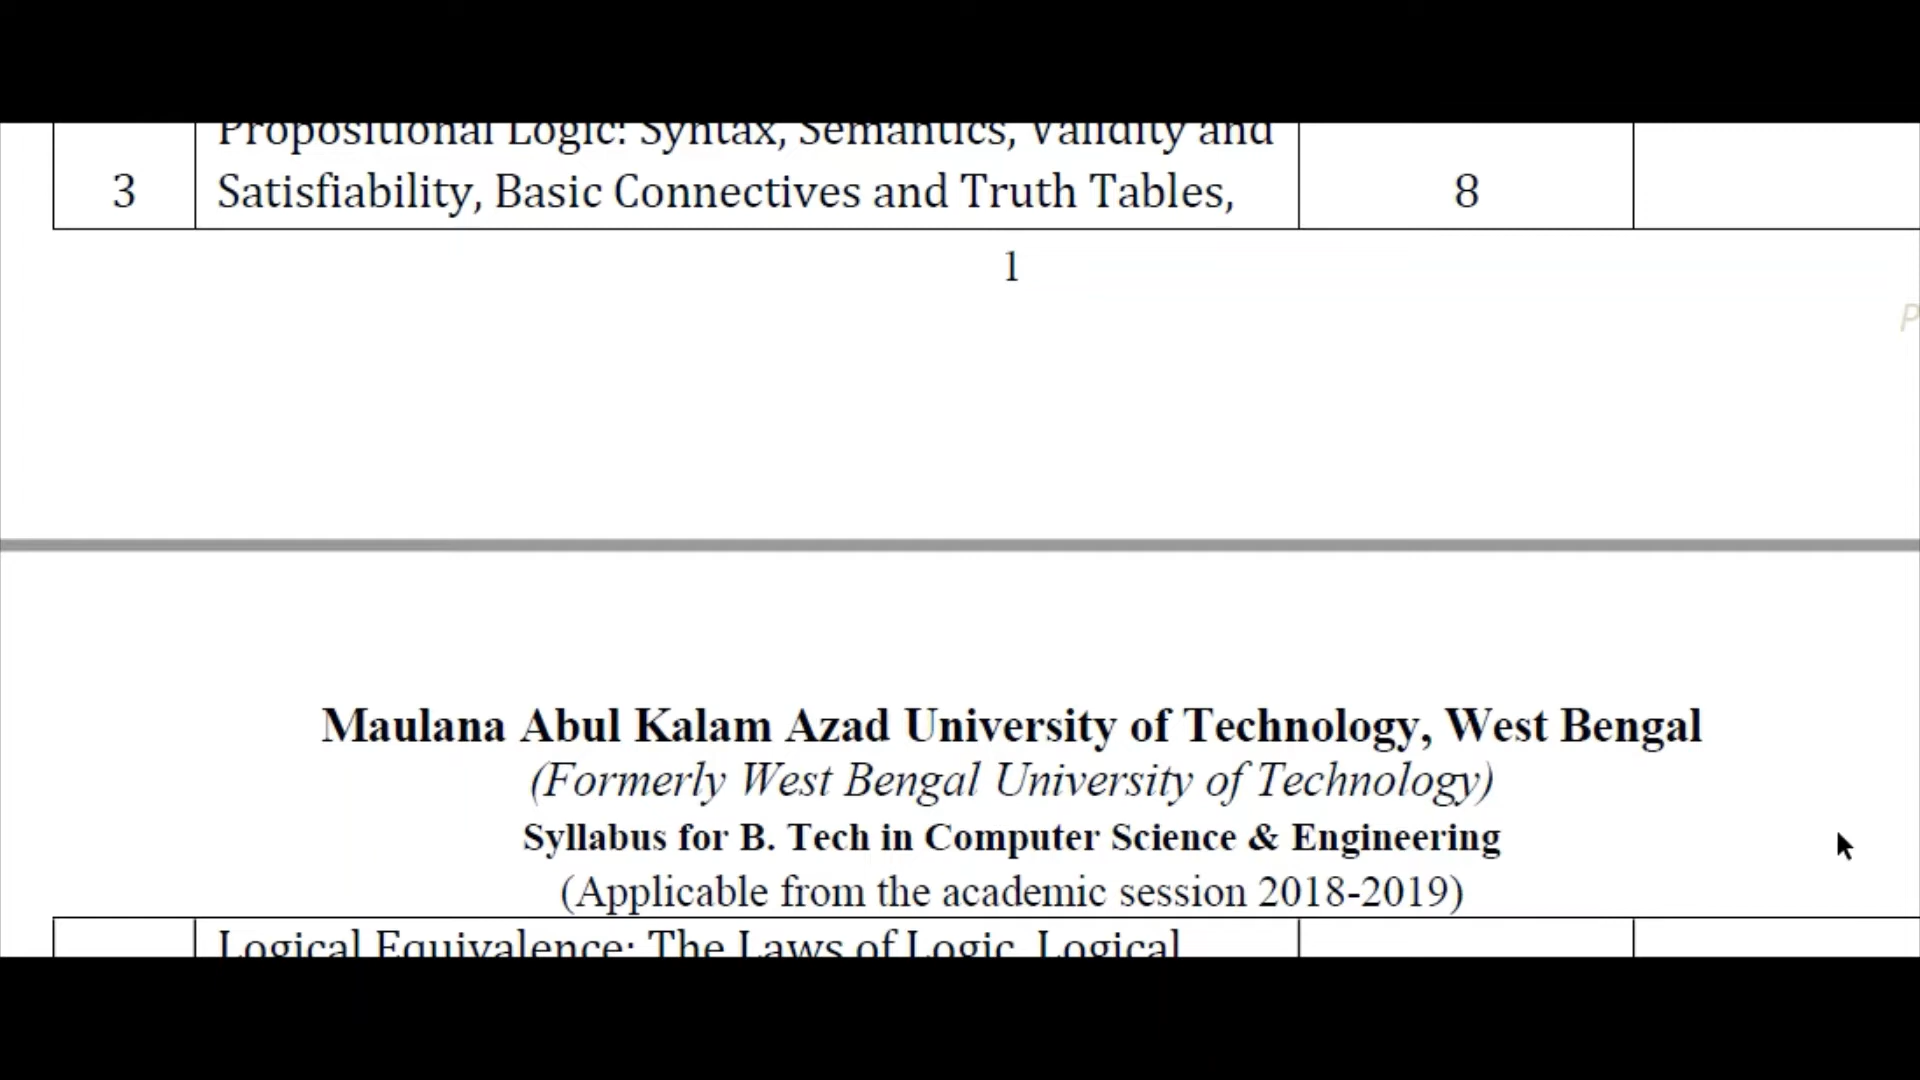 Propositional Logic: Syntax, Semantics, Validity and
3 Satisfiability, Basic Connectives and Truth Tables, 8
1
P
Maulana Abul Kalam Azad University of Technology, West Bengal
(Formerly West Bengal University of Technology)
Syllabus for B. Tech in Computer Science & Engineering
(Applicable from the academic session 2018-2019)
Logical Equivalence: The Laws of Logic, Logical